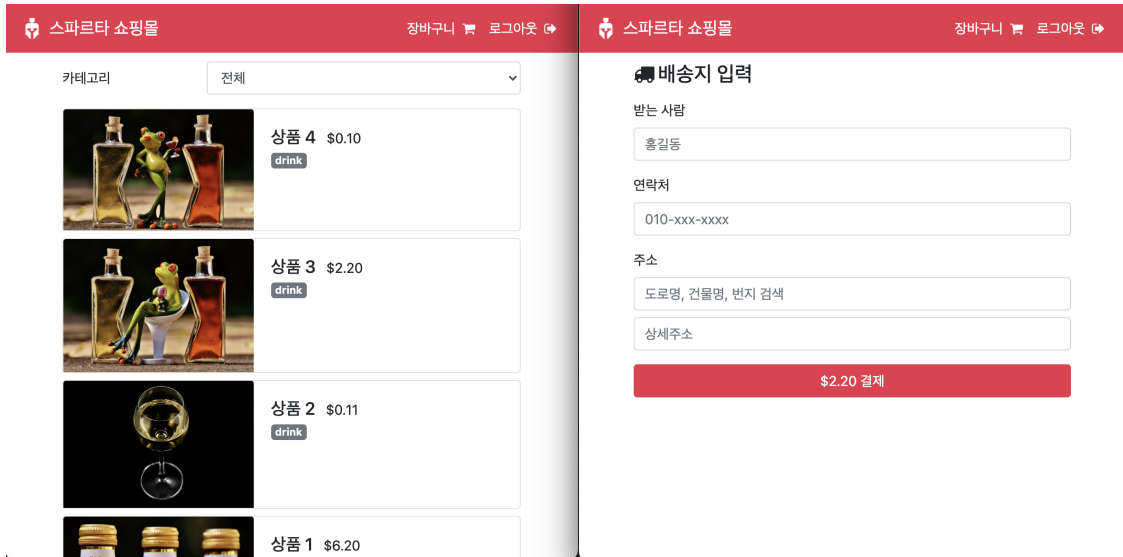 스파르타 쇼핑몰
장바구니
로그아웃
카테고리
전체
상품 4 $0.10
drink
상품 3 $2.20
drink
상품 2 $0.11
drink
상품 1 $6.20
스파르타 쇼핑몰
장바구니
로그아웃
배송지 입력
받는 사람
홍길동
연락처
010-xxx-xxxx
주소
도로명, 건물명, 번지 검색
상세주소
$2.20 결제